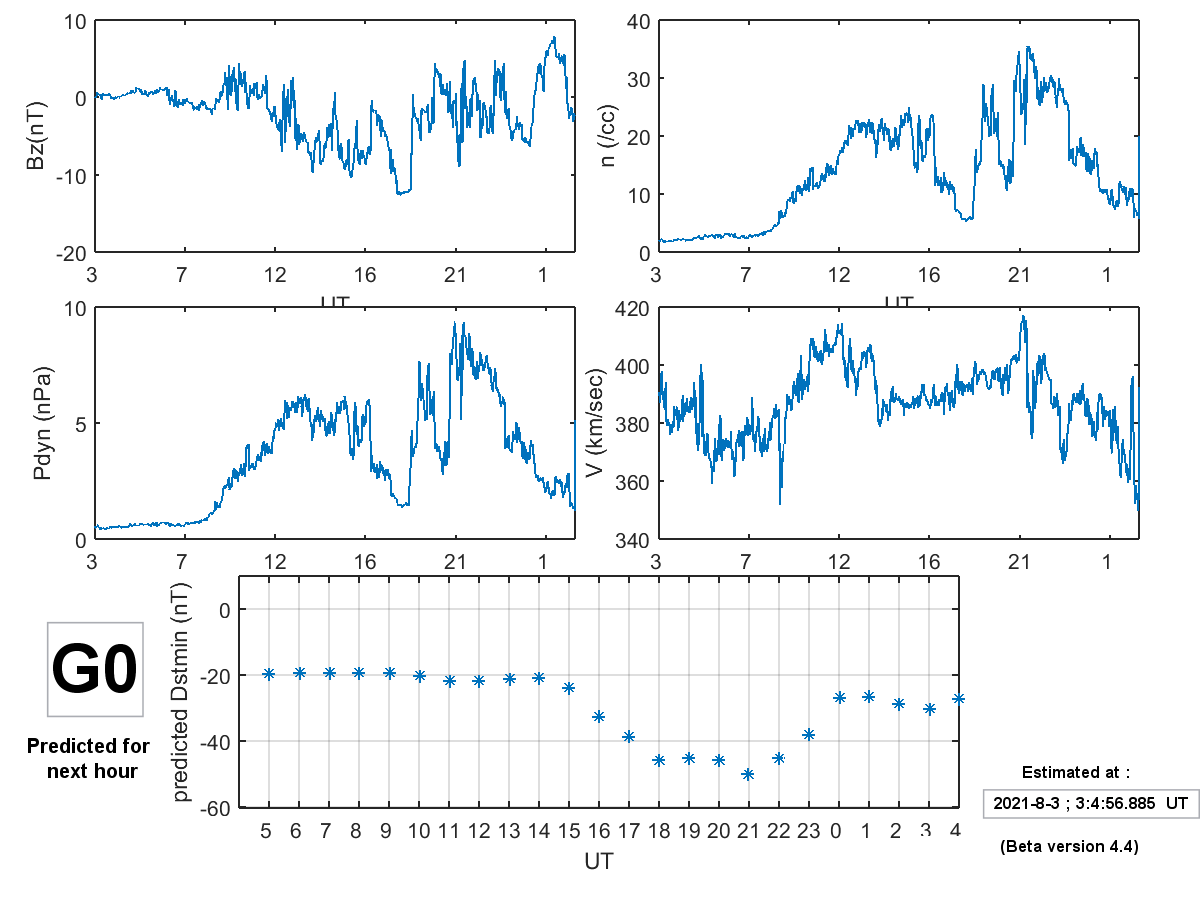 10
0
-10
-20
Bz(nT)
3 7 12 16 21 1
UT
40
30
20
10
0
n (/cc)
3 7 12 16 21 1
UT
10
5
0
Pdyn (nPa)
3 7 12 16 21 1
420
400
380
360
340
V (km/sec)
3 7 12 16 21 1
G0
Predicted for
next hour
0
-20
-40
-60
predicted Dstmin (nT)
5 6 7 8 9 10 11 12 13 14 15 16 17 18 19 20 21 22 23 0 1 2 3 4
UT
Estimated at :
2021-8-3 ; 3:4:56.885 UT
(Beta version 4.4)